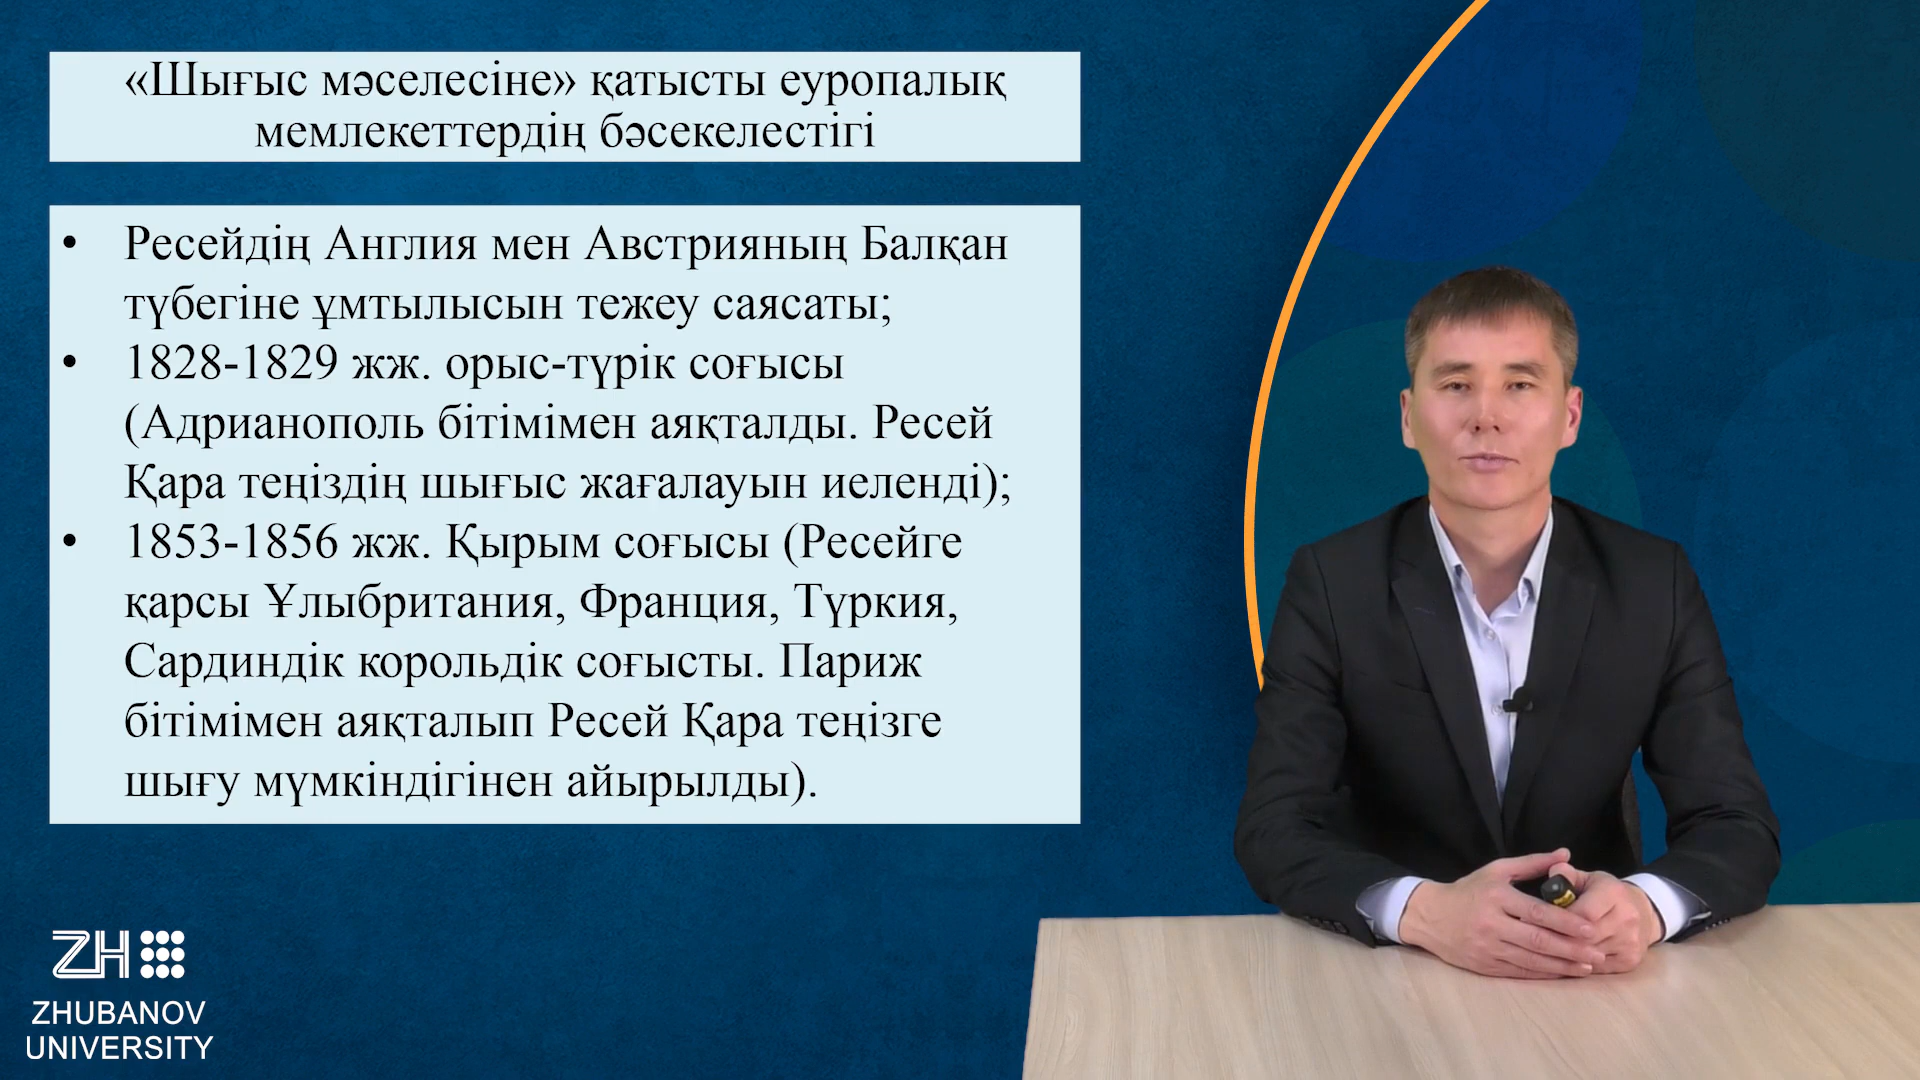 «Шығыс мәселесіне» қатысты еуропалық
мемлекеттердің бәсекелестігі
• Ресейдің Англия мен Австрияның Балқан
түбегіне ұмтылысын тежеу саясаты;
• 1828-1829 жж. орыс-түрік соғысы
(Адрианополь бітімімен аяқталды. Ресей
Қара теңіздің шығыс жағалауын иеленді);
• 1853-1856 жж. Қырым соғысы (Ресейге
қарсы Ұлыбритания, Франция, Түркия,
Сардиндік корольдік соғысты. Париж
бітімімен аяқталып Ресей Қара теңізге
шығу мүмкіндігінен айырылды).
ZH
ZHUBANOV
UNIVERSITY